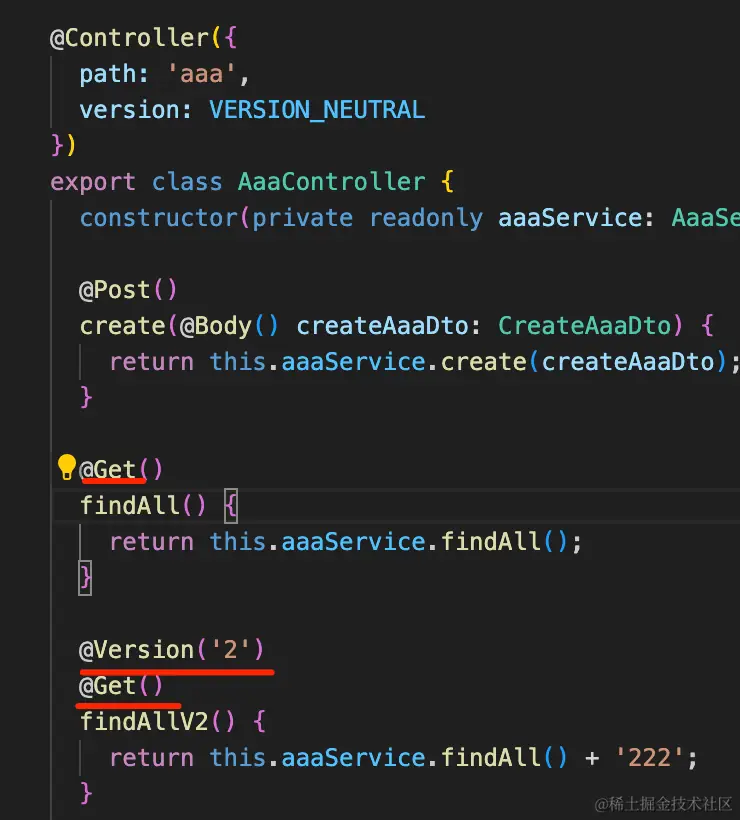 @Controller({
  path: 'aaa',
  version: VERSION_NEUTRAL
})
export class AaaController {
  constructor(private readonly aaaService: AaaSe

  @Post()
  create(@Body() createAaaDto: CreateAaaDto) {
    return this.aaaService.create(createAaaDto);
  }

  @Get()
  findAll() {
    return this.aaaService.findAll();
  }

  @Version('2')
  @Get()
  findAllV2() {
    return this.aaaService.findAll() + '222';
  }
@稀土掘金技术社区